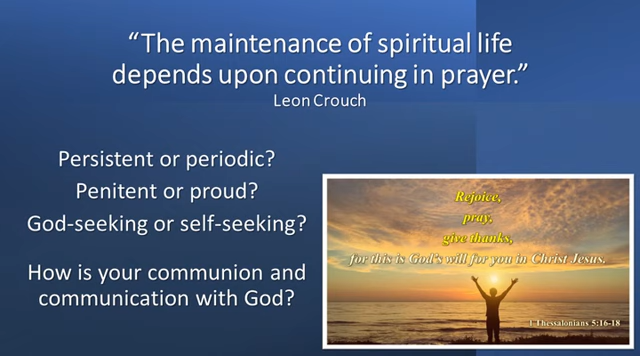 “The maintenance of spiritual life
depends upon continuing in prayer.”
Leon Crouch
Persistent or periodic?
Penitent or proud?
God-seeking or self-seeking?
How is your communion and
communication with God?
Rejoice,
pray,
give thanks,
for this is God's will for you in Christ Jesus.
1 Thessalonians 5:16-18